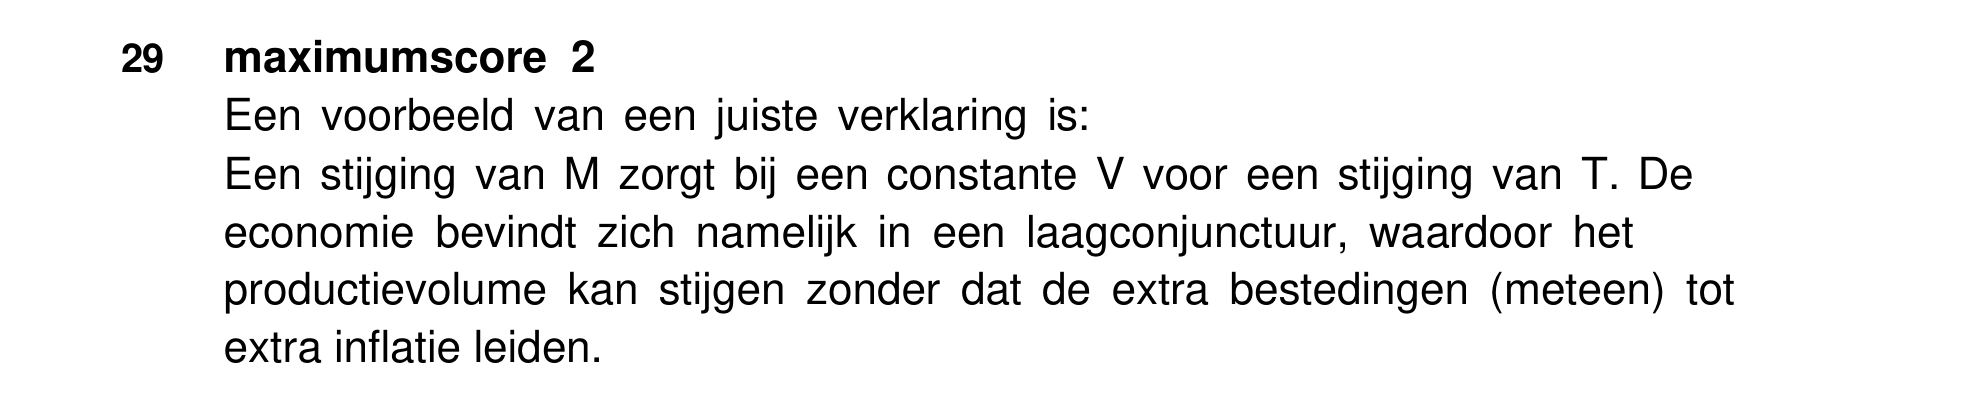 29 maximumscore 2
Een voorbeeld van een juiste verklaring is:
Een stijging van M zorgt bij een constante V voor een stijging van T. De
economie bevindt zich namelijk in een laagconjunctuur, waardoor het
productievolume kan stijgen zonder dat de extra bestedingen (meteen) tot
extra inflatie leiden.